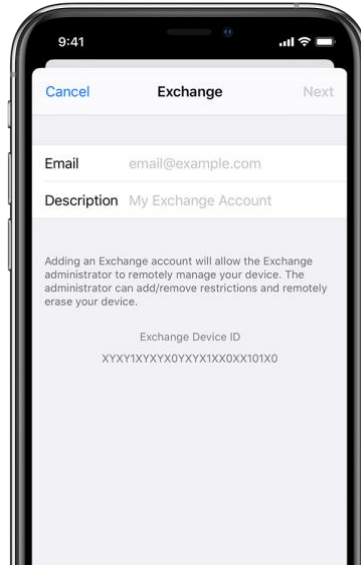 9:41
Cancel Exchange Next
Email email@example.com
Description My Exchange Account
Adding an Exchange account will allow the Exchange
administrator to remotely manage your device. The
administrator can add/remove restrictions and remotely
erase your device.
Exchange Device ID
XYXY1XYXYX0YXYX1XX0XX101X0